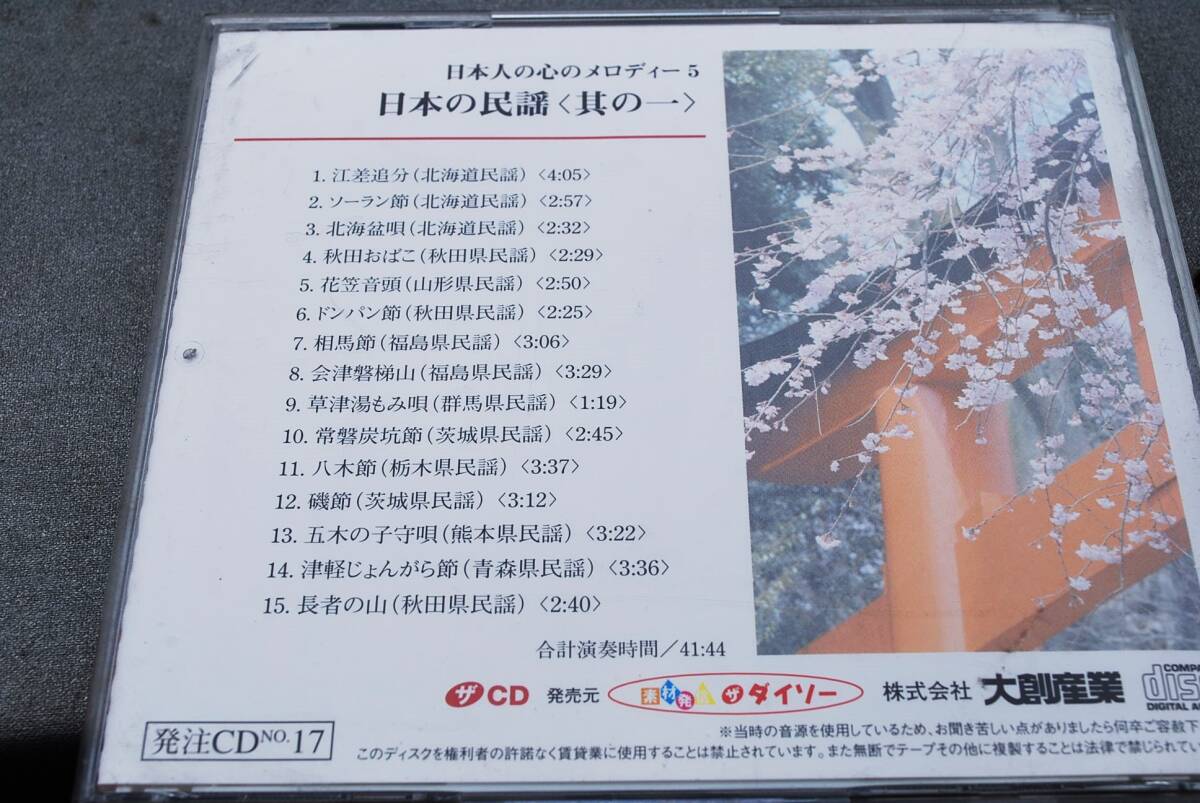 日本人の心のメロディー 5
日本の民謡〈其の一〉
1. 江差追分(北海道民謡)〈4:05〉
2. ソーラン節(北海道民謡)〈2:57〉
3. 北海盆唄(北海道民謡)〈2:32〉
4. 秋田おばこ(秋田県民謡)〈2:29〉
5. 花笠音頭(山形県民謡)〈2:50〉
6. ドンパン節(秋田県民謡)〈2:25〉
7. 相馬節(福島県民謡)〈3:06〉
8. 会津磐梯山(福島県民謡)〈3:29〉
9. 草津湯もみ唄(群馬県民謡)〈1:19〉
10. 常磐炭坑節(茨城県民謡)〈2:45〉
11. 八木節(栃木県民謡)〈3:37〉
12. 磯節(茨城県民謡)〈3:12〉
13. 五木の子守唄(熊本県民謡)〈3:22〉
14. 津軽じょんがら節(青森県民謡)〈3:36〉
15. 長者の山(秋田県民謡)〈2:40〉
合計演奏時間/41:44
ザCD 発売元 素材発 ザダイソー 株式会社 大創産業
COMPA
disc
DIGITAL A
発注CDNO.17
※当時の音源を使用しているため、お聞き苦しい点がありましたら何卒ご容赦下
このディスクを権利者の許諾なく賃貸業に使用することは禁止されています。また無断でテープその他に複製することは法律で禁じられてい